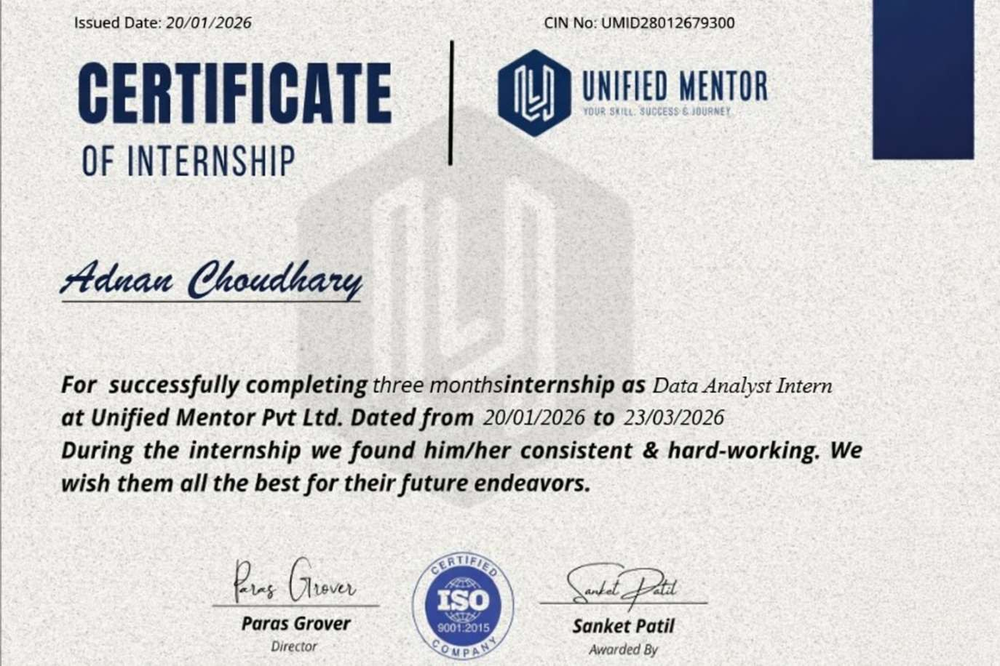 Issued Date: 20/01/2026
CIN No: UMID28012679300
CERTIFICATE
OF INTERNSHIP
UNIFIED MENTOR
YOUR SKILL, SUCCESS & JOURNEY
Adnan Choudhary
For successfully completing three monthsinternship as Data Analyst Intern
at Unified Mentor Pvt Ltd. Dated from 20/01/2026 to 23/03/2026
During the internship we found him/her consistent & hard-working. We
wish them all the best for their future endeavors.
Paras Grover
Paras Grover
Director
CERTIFIED
ISO
9001:2015
COMPANY
Sanket Patil
Sanket Patil
Awarded By